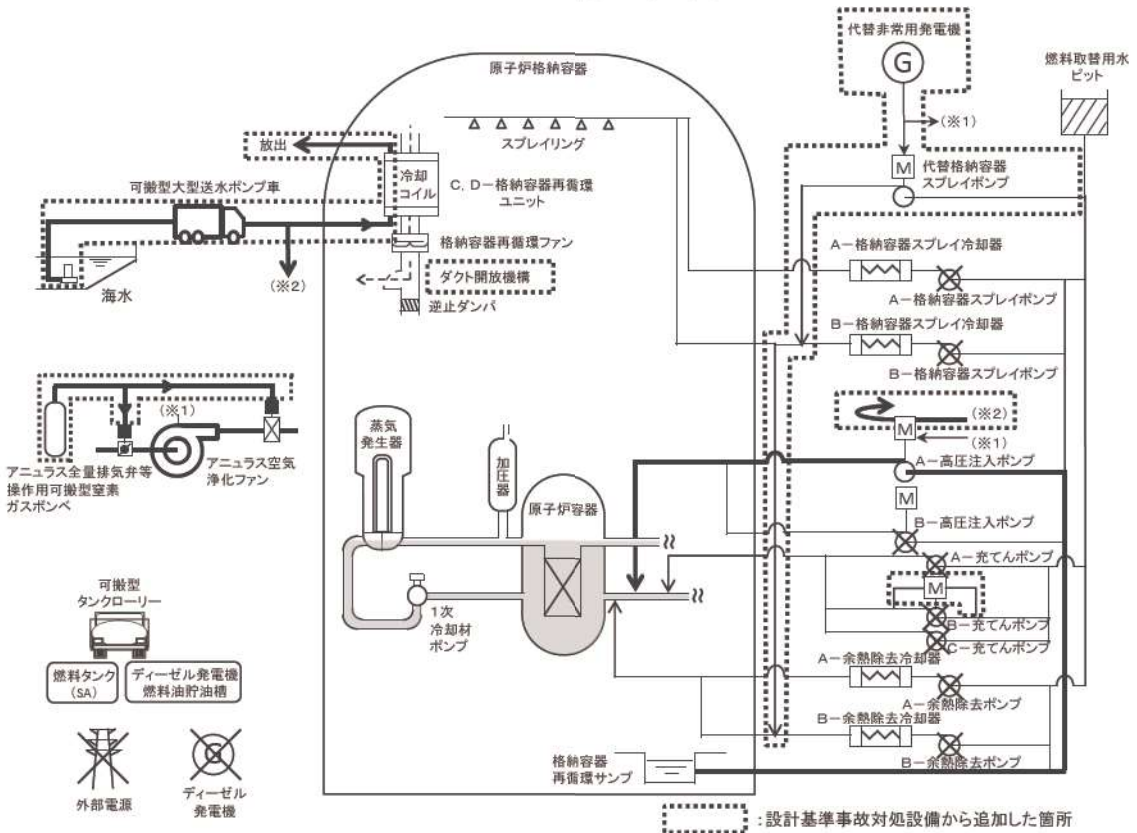 代替非常用発電機
G
(※1)
燃料取替用水
ピット
原子炉格納容器
スプレイリング
放出
冷却
コイル
C, D－格納容器再循環
ユニット
M
代替格納容器
スプレイポンプ
可搬型大型送水ポンプ車
格納容器再循環ファン
(※2)
ダクト開放機構
逆止ダンパ
海水
A－格納容器スプレイ冷却器
A－格納容器スプレイポンプ
B－格納容器スプレイ冷却器
B－格納容器スプレイポンプ
(※1)
アニュラス全量排気弁等
操作用可搬型窒素
ガスボンベ
アニュラス空気
浄化ファン
蒸気
発生器
加圧器
原子炉容器
1次
冷却材
ポンプ
(※2)
M
(※1)
A－高圧注入ポンプ
M
B－高圧注入ポンプ
A－充てんポンプ
M
B－充てんポンプ
C－充てんポンプ
A－余熱除去冷却器
A－余熱除去ポンプ
B－余熱除去冷却器
B－余熱除去ポンプ
可搬型
タンクローリー
燃料タンク
(SA)
ディーゼル発電機
燃料油貯油槽
外部電源
G
ディーゼル
発電機
格納容器
再循環サンプ
：設計基準事故対処設備から追加した箇所